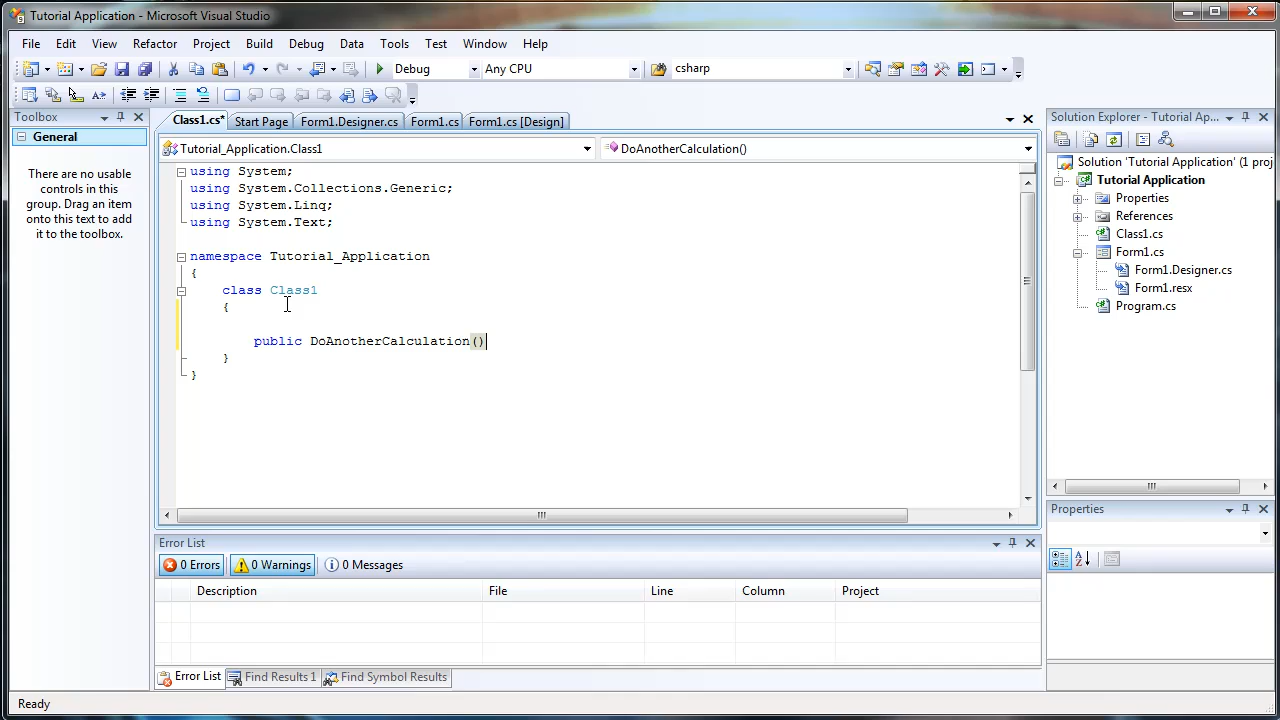 Tutorial Application - Microsoft Visual Studio
File Edit View Refactor Project Build Debug Data Tools Test Window Help
Debug Any CPU csharp
Toolbox
General
There are no usable
controls in this
group. Drag an item
onto this text to add
it to the toolbox.
Class1.cs* Start Page Form1.Designer.cs Form1.cs Form1.cs [Design]
Tutorial_Application.Class1 DoAnotherCalculation()
using System;
using System.Collections.Generic;
using System.Linq;
using System.Text;
namespace Tutorial_Application
{
class Class1
{
public DoAnotherCalculation()
}
}
Solution Explorer - Tutorial Ap...
Solution 'Tutorial Application' (1 proj
Tutorial Application
Properties
References
Class1.cs
Form1.cs
Form1.Designer.cs
Form1.resx
Program.cs
Properties
Error List
0 Errors 0 Warnings 0 Messages
Description File Line Column Project
Error List Find Results 1 Find Symbol Results
Ready